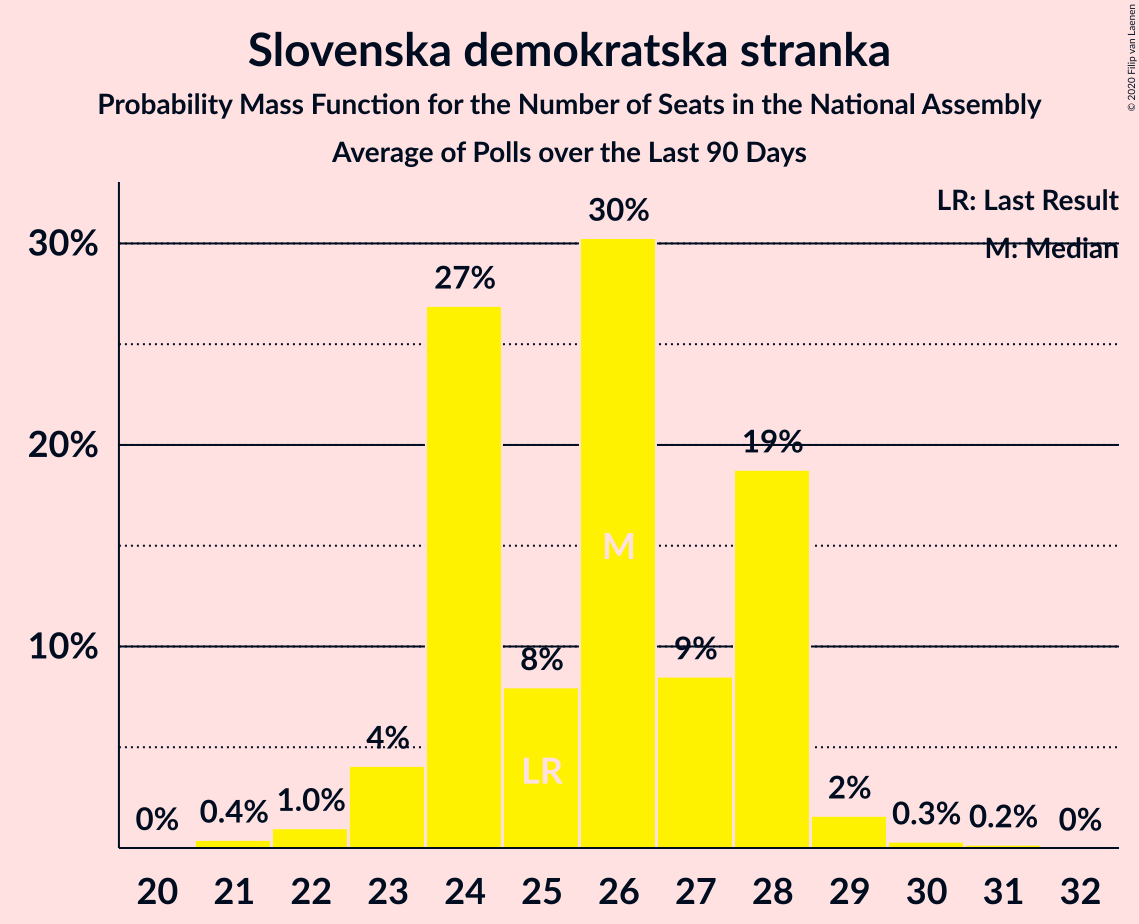 Slovenska demokratska stranka
Probability Mass Function for the Number of Seats in the National Assembly
Average of Polls over the Last 90 Days
© 2020 Filip van Laenen
LR: Last Result
M: Median
30%
20%
10%
0%
0.4%
1.0%
4%
27%
8%
30%
9%
19%
2%
0.3%
0.2%
0%
M
LR
20 21 22 23 24 25 26 27 28 29 30 31 32